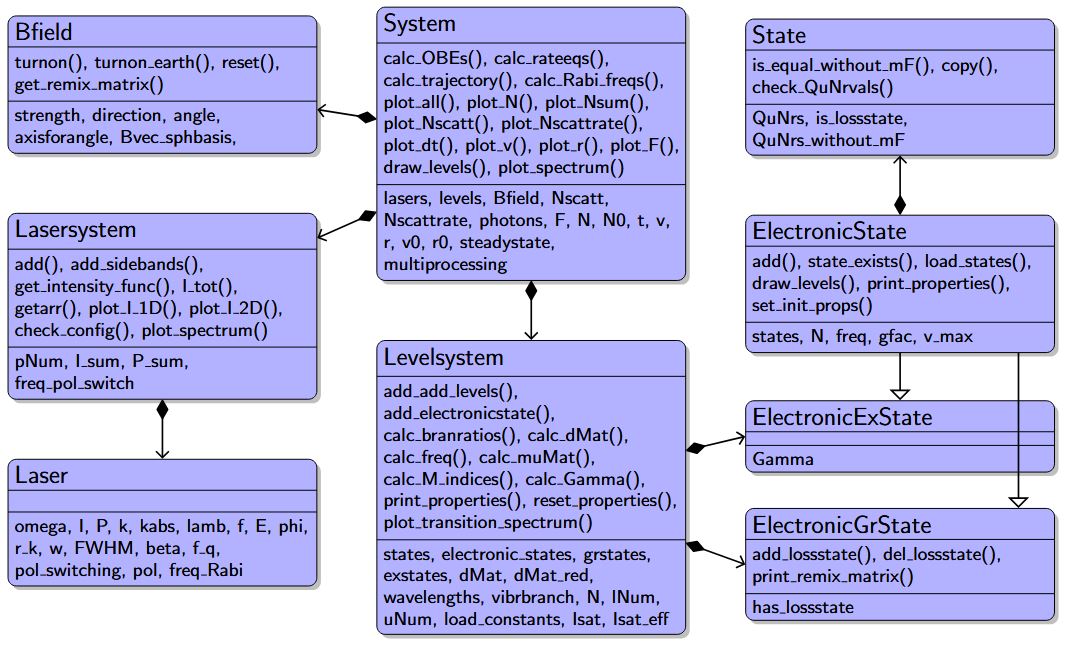 Bfield
turnon(), turnon_earth(), reset(),
get_remix_matrix()
strength, direction, angle,
axisforangle, Bvec_sphbasis,
Lasersystem
add(), add_sidebands(),
get_intensity_func(), I_tot(),
getarr(), plot_I_1D(), plot_I_2D(),
check_config(), plot_spectrum()
pNum, I_sum, P_sum,
freq_pol_switch
Laser
omega, I, P, k, kabs, lamb, f, E, phi,
r_k, w, FWHM, beta, f_q,
pol_switching, pol, freq_Rabi
System
calc_OBEs(), calc_rateeqs(),
calc_trajectory(), calc_Rabi_freqs(),
plot_all(), plot_N(), plot_Nsum(),
plot_Nscatt(), plot_Nscattrate(),
plot_dt(), plot_v(), plot_r(), plot_F(),
draw_levels(), plot_spectrum()
lasers, levels, Bfield, Nscatt,
Nscattrate, photons, F, N, N0, t, v,
r, v0, r0, steadystate,
multiprocessing
Levelsystem
add_add_levels(),
add_electronicstate(),
calc_branratios(), calc_dMat(),
calc_freq(), calc_muMat(),
calc_M_indices(), calc_Gamma(),
print_properties(), reset_properties(),
plot_transition_spectrum()
states, electronic_states, grstates,
exstates, dMat, dMat_red,
wavelengths, vibrbranch, N, lNum,
uNum, load_constants, Isat, Isat_eff
State
is_equal_without_mF(), copy(),
check_QuNrvals()
QuNrs, is_lossstate,
QuNrs_without_mF
ElectronicState
add(), state_exists(), load_states(),
draw_levels(), print_properties(),
set_init_props()
states, N, freq, gfac, v_max
ElectronicExState
Gamma
ElectronicGrState
add_lossstate(), del_lossstate(),
print_remix_matrix()
has_lossstate